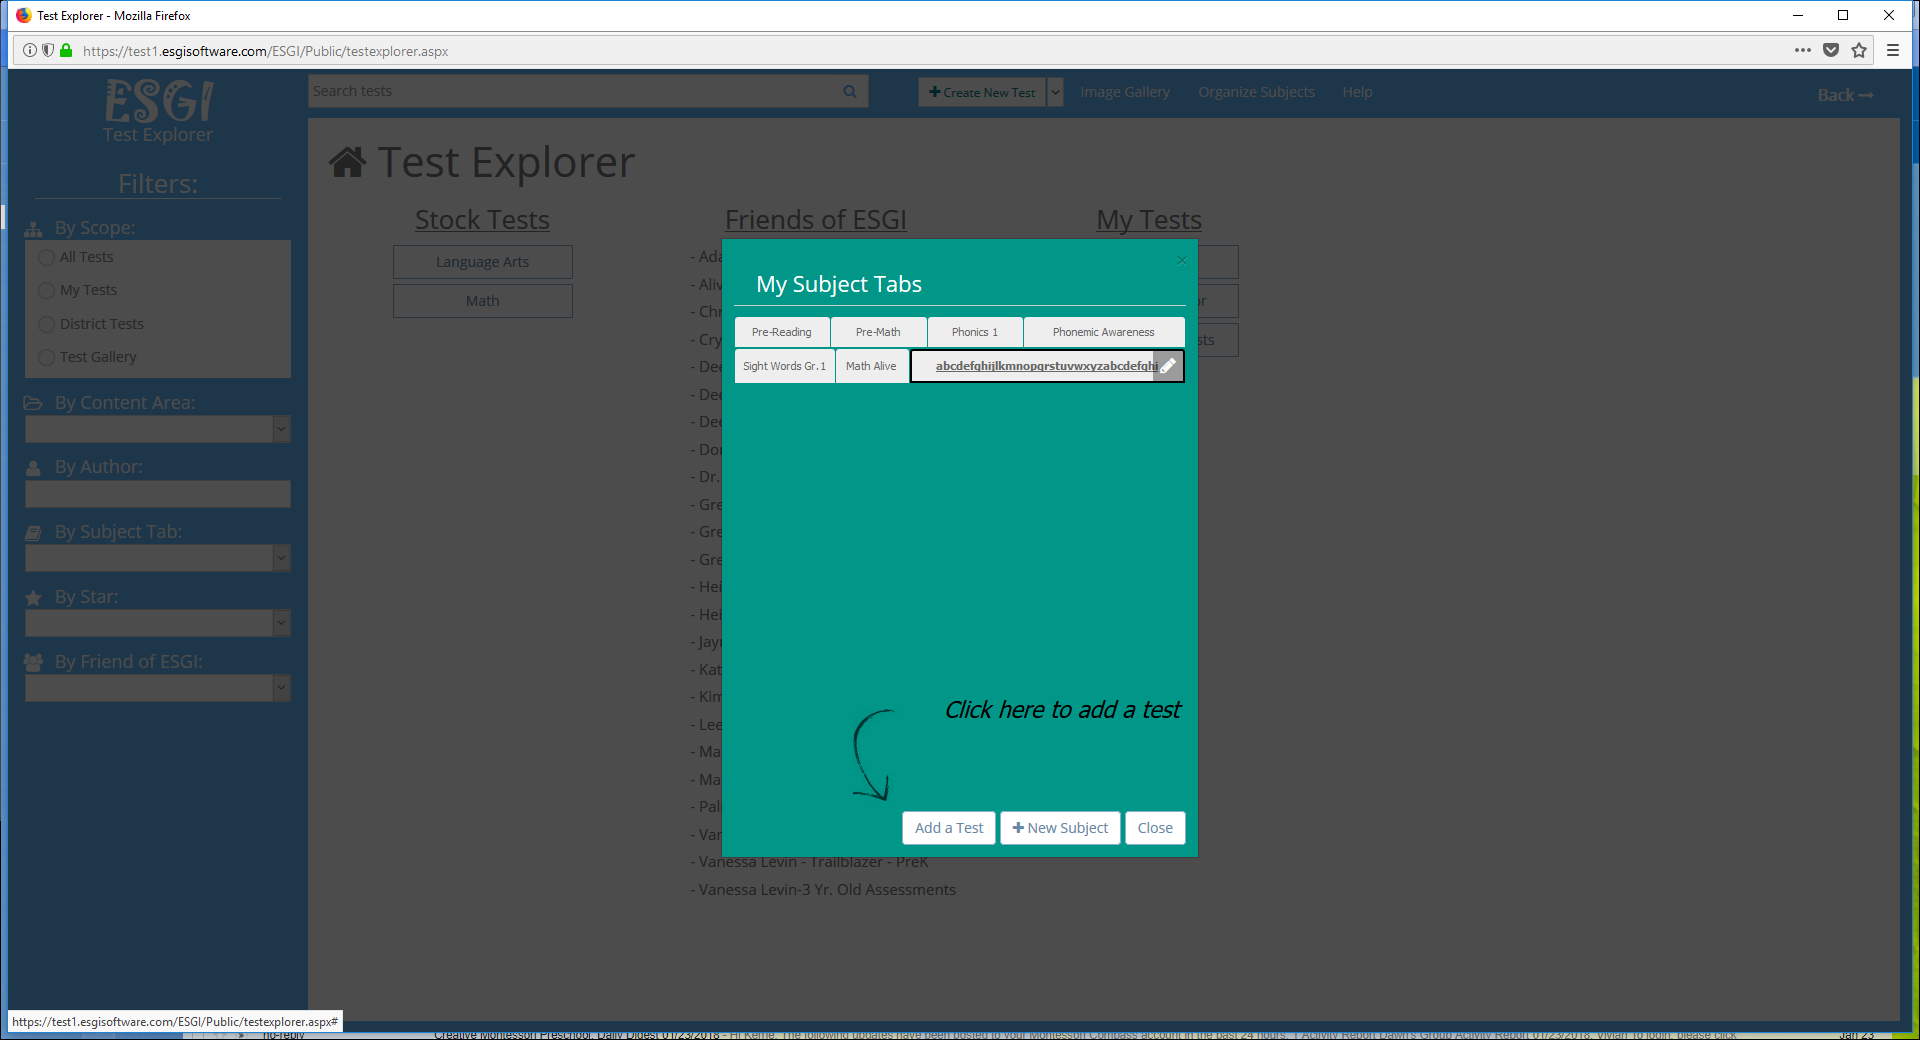 Test Explorer - Mozilla Firefox
https://test1.esgisoftware.com/ESGI/Public/testexplorer.aspx
ESGI
Test Explorer
Search tests
Create New Test
Image Gallery
Organize Subjects
Help
Back
Filters:
By Scope:
All Tests
My Tests
District Tests
Test Gallery
By Content Area:
By Author:
By Subject Tab:
By Star:
By Friend of ESGI:
Test Explorer
Stock Tests
Language Arts
Math
Friends of ESGI
- Ada
- Aliv
- Chr
- Cry
- Dee
- Dee
- Dee
- Dr.
- Gre
- Gre
- Gre
- Hei
- Hei
- Jay
- Kat
- Kim
- Lee
- Ma
- Ma
- Pal
- Van
- Vanessa Levin - Trailblazer - PreK
- Vanessa Levin-3 Yr. Old Assessments
My Tests
or
sts
My Subject Tabs
Pre-Reading
Pre-Math
Phonics 1
Phonemic Awareness
Sight Words Gr.1
Math Alive
abcdefghijlkmnopqrstuvwxyzabcdefghi
Click here to add a test
Add a Test
New Subject
Close
https://test1.esgisoftware.com/ESGI/Public/testexplorer.aspx#
no-reply
Creative Montessori Preschool, Daily Digest 01/23/2018 - Hi Kerrie, The following updates have been posted to your Montessori Compass account in the last 24 hours. | Activity Report Dawn's Group Activity Report 01/23/2018, Vivian To login, please click
Jan 23